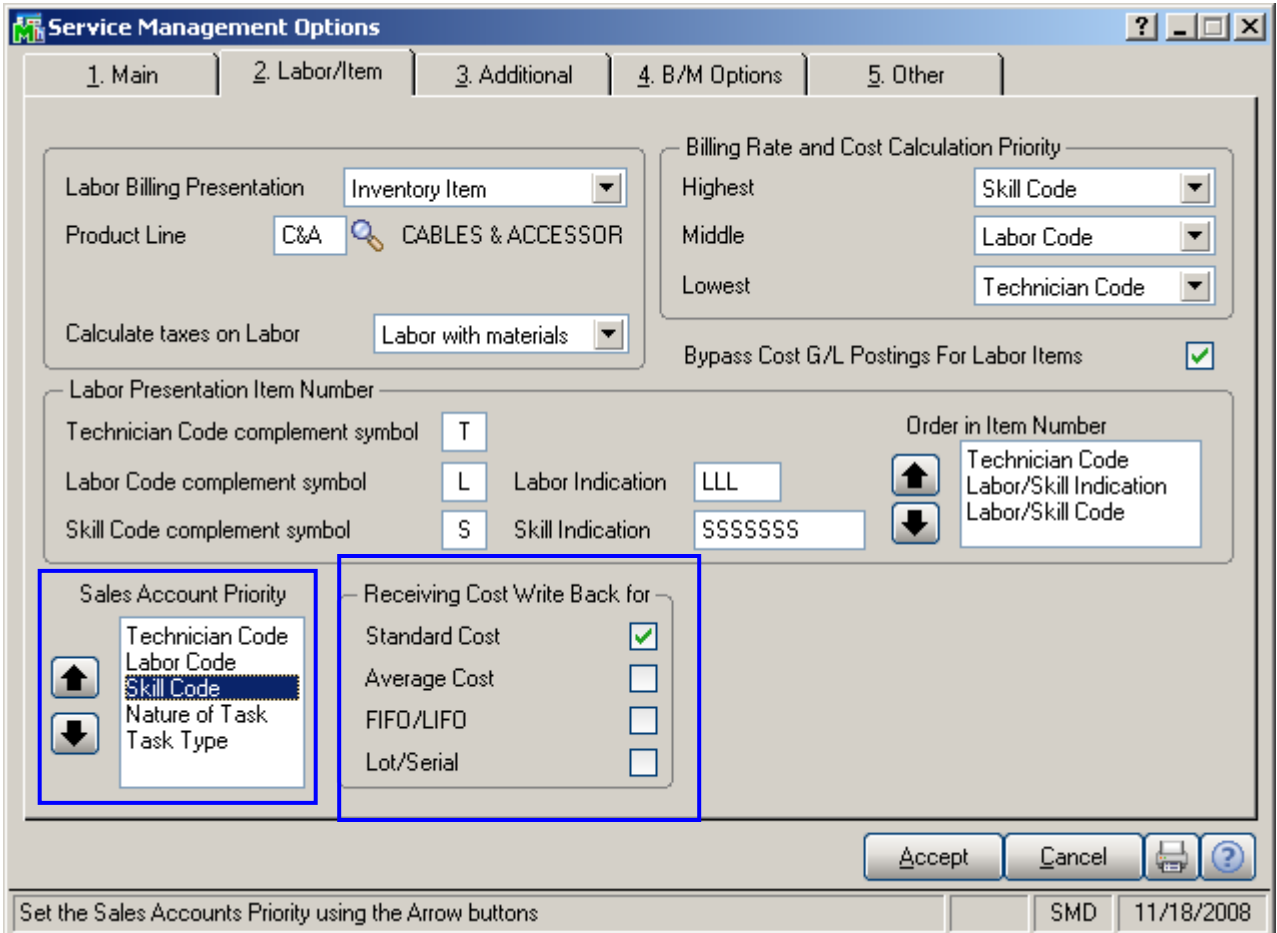 Service Management Options
1. Main
2. Labor/Item
3. Additional
4. B/M Options
5. Other
Labor Billing Presentation Inventory Item
Product Line C&A CABLES & ACCESSOR
Calculate taxes on Labor Labor with materials
Billing Rate and Cost Calculation Priority
Highest Skill Code
Middle Labor Code
Lowest Technician Code
Bypass Cost G/L Postings For Labor Items
Labor Presentation Item Number
Technician Code complement symbol T
Labor Code complement symbol L Labor Indication LLL
Skill Code complement symbol S Skill Indication SSSSSSS
Order in Item Number
Technician Code
Labor/Skill Indication
Labor/Skill Code
Sales Account Priority
Technician Code
Labor Code
Skill Code
Nature of Task
Task Type
Receiving Cost Write Back for
Standard Cost
Average Cost
FIFO/LIFO
Lot/Serial
Accept Cancel
Set the Sales Accounts Priority using the Arrow buttons SMD 11/18/2008